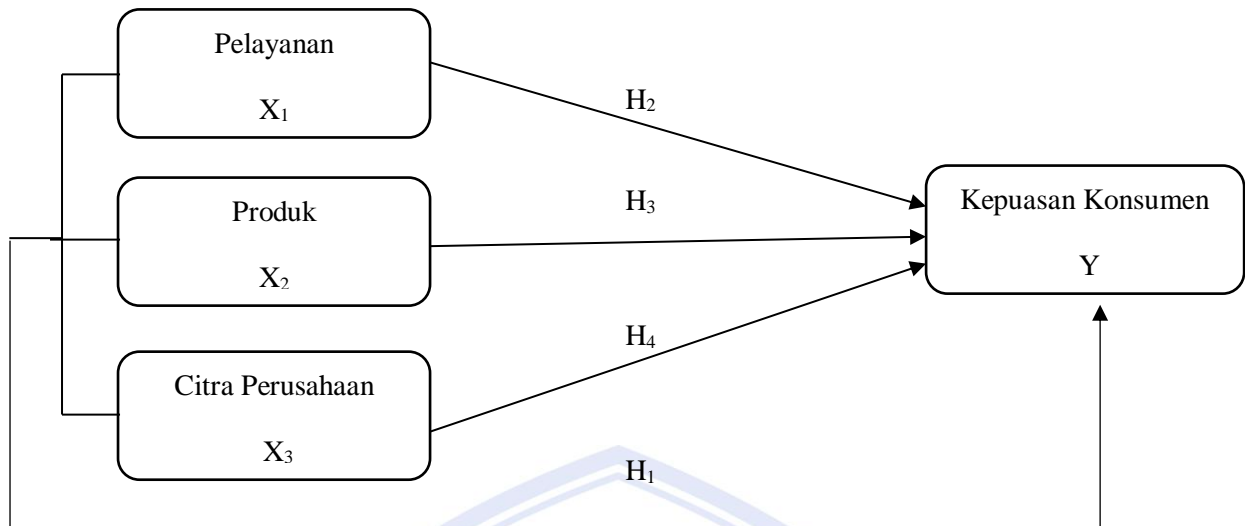 Pelayanan
X₁
H₂
Produk
X₂
H₃
Kepuasan Konsumen
Y
Citra Perusahaan
X₃
H₄
H₁